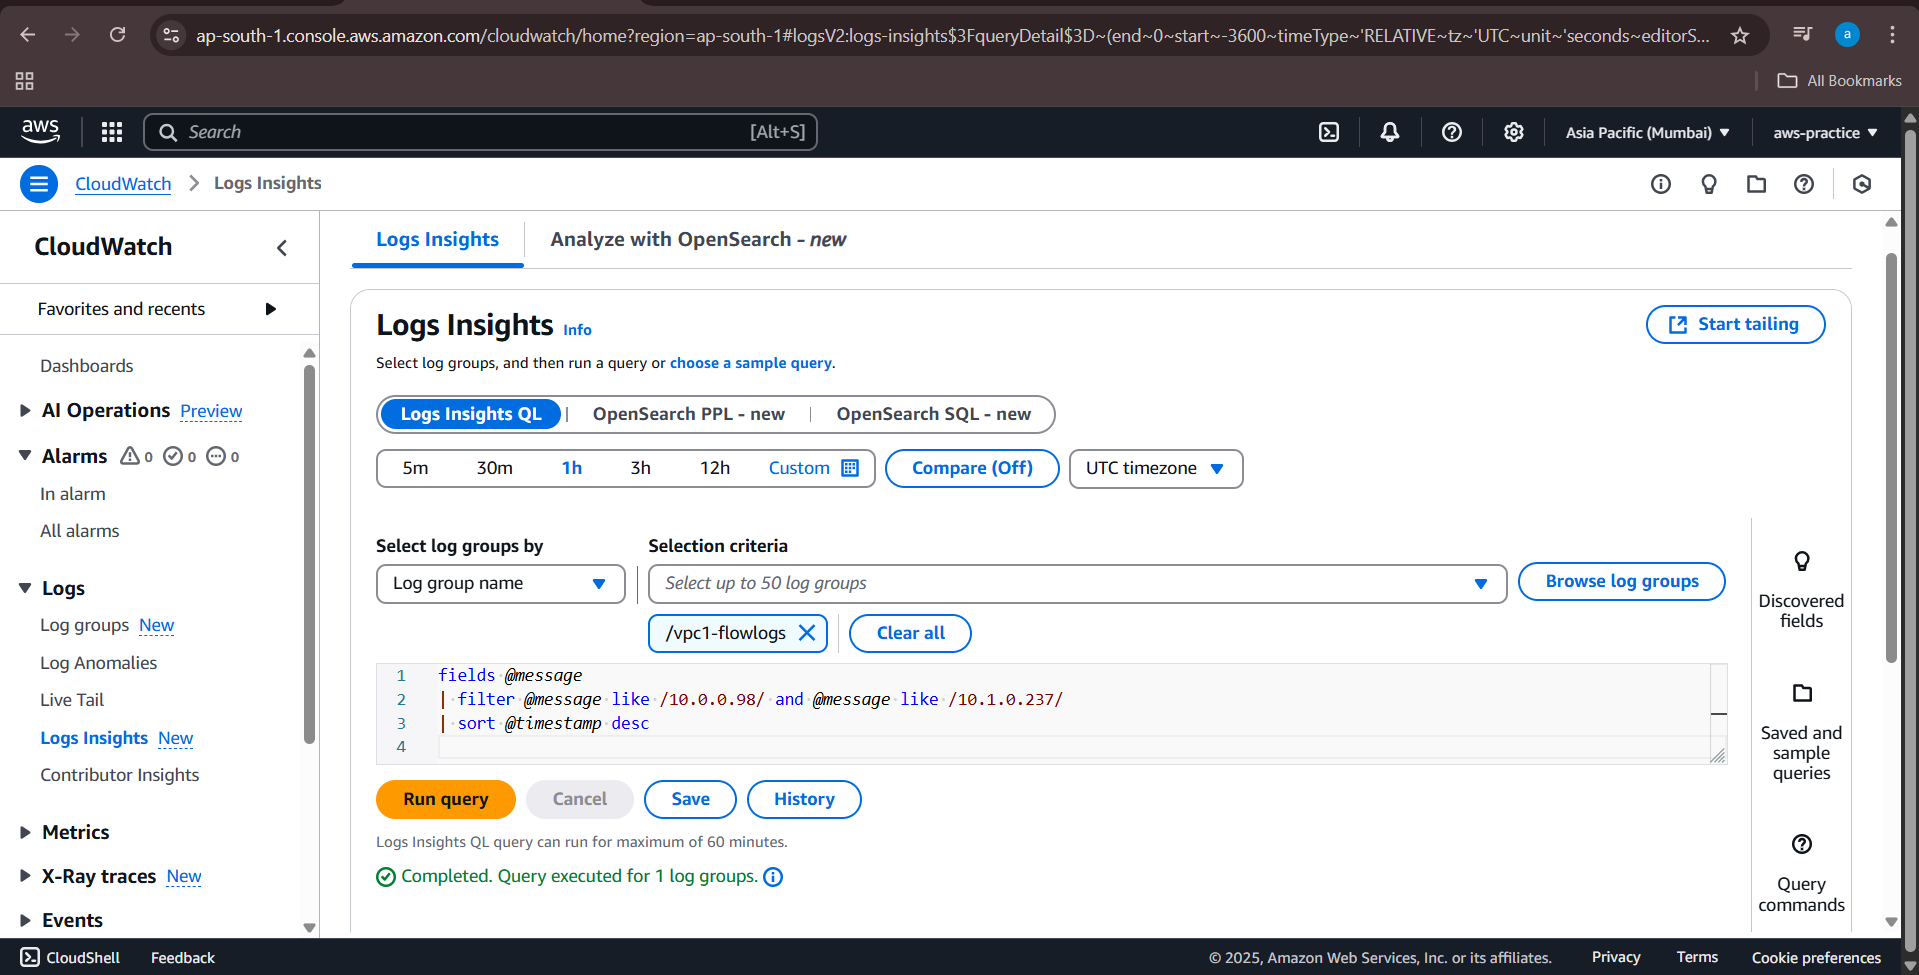 ap-south-1.console.aws.amazon.com/cloudwatch/home?region=ap-south-1#logsV2:logs-insights$3FqueryDetail$3D~(end~0~start~-3600~timeType~'RELATIVE~tz~'UTC~unit~'seconds~editorS...
a
All Bookmarks
aws
Search
[Alt+S]
Asia Pacific (Mumbai)
aws-practice
CloudWatch
Logs Insights
CloudWatch
Favorites and recents
Dashboards
AI Operations Preview
Alarms 0 0 0
In alarm
All alarms
Logs
Log groups New
Log Anomalies
Live Tail
Logs Insights New
Contributor Insights
Metrics
X-Ray traces New
Events
Logs Insights
Analyze with OpenSearch - new
Logs Insights Info
Start tailing
Select log groups, and then run a query or choose a sample query.
Logs Insights QL | OpenSearch PPL - new | OpenSearch SQL - new
5m 30m 1h 3h 12h Custom
Compare (Off)
UTC timezone
Select log groups by
Selection criteria
Log group name
Select up to 50 log groups
Browse log groups
/vpc1-flowlogs
Clear all
1 fields @message
2 | filter @message like /10.0.0.98/ and @message like /10.1.0.237/
3 | sort @timestamp desc
4
Run query
Cancel
Save
History
Logs Insights QL query can run for maximum of 60 minutes.
Completed. Query executed for 1 log groups.
Discovered
fields
Saved and
sample
queries
Query
commands
CloudShell
Feedback
© 2025, Amazon Web Services, Inc. or its affiliates.
Privacy
Terms
Cookie preferences